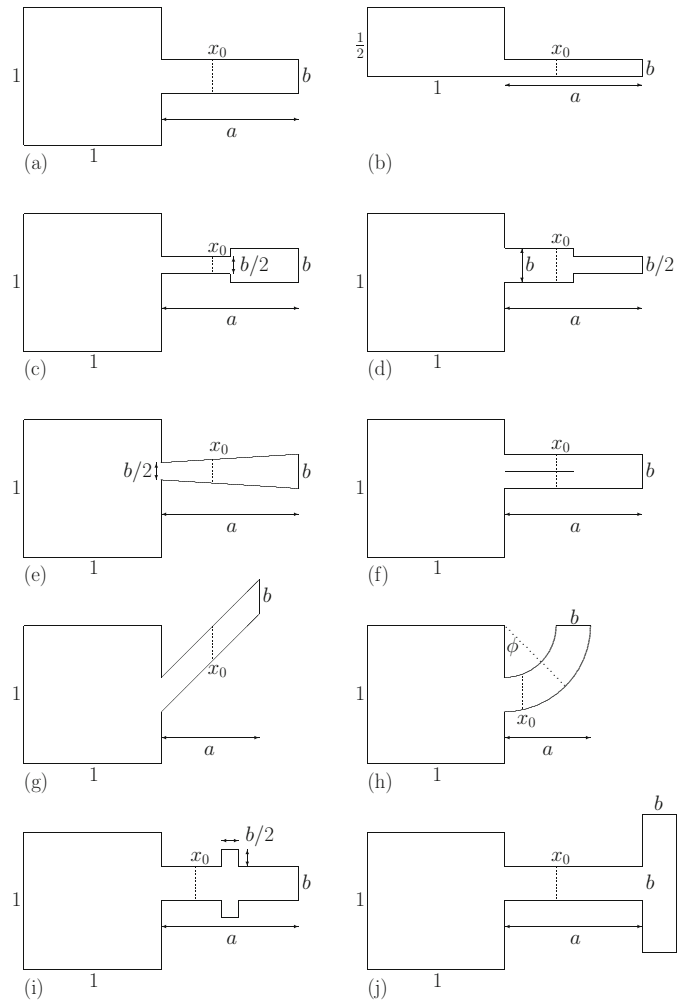 1 x₀ b
a
1
(a)
½ x₀ b
1 a
(b)
1 x₀ b/2 b
a
1
(c)
1 b x₀ b/2
a
1
(d)
1 b/2 x₀ b
a
1
(e)
1 x₀ b
a
1
(f)
b
1 x₀
a
1
(g)
b
ϕ
1 x₀
a
1
(h)
b/2
1 x₀ b
a
1
(i)
b
1 x₀ b
a
1
(j)